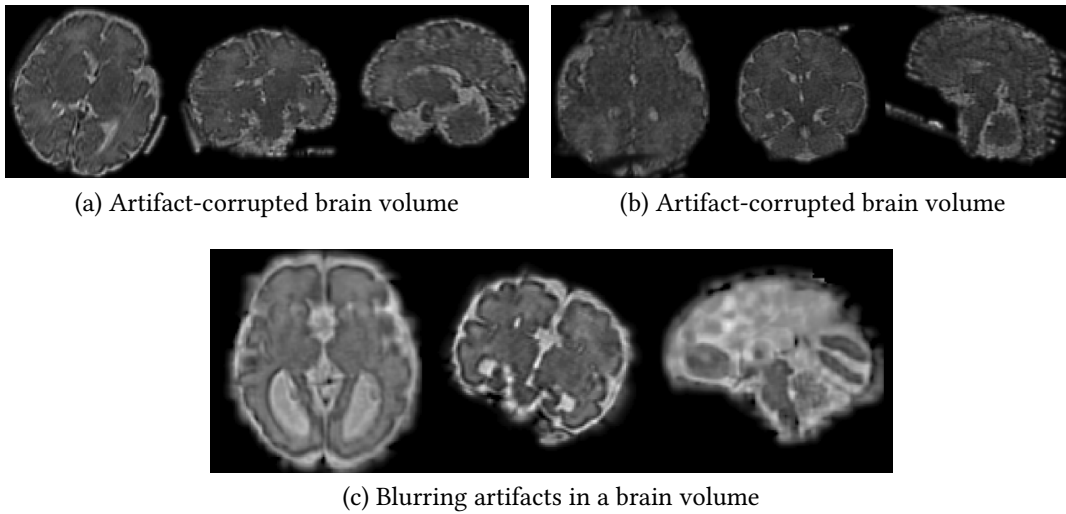 (a) Artifact-corrupted brain volume
(b) Artifact-corrupted brain volume
(c) Blurring artifacts in a brain volume